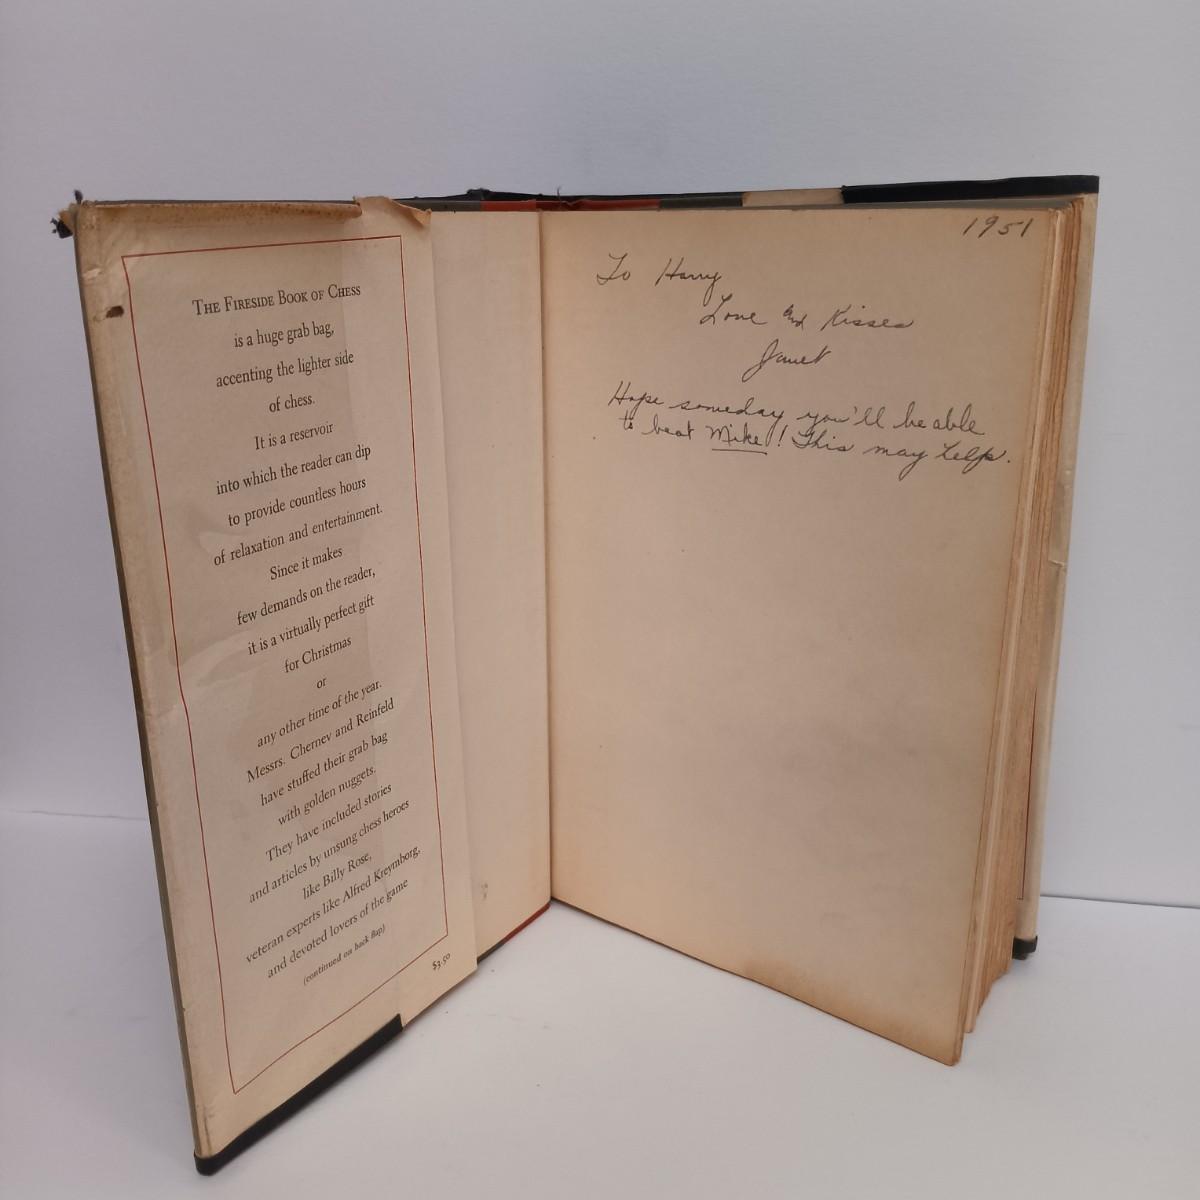 THE FIRESIDE BOOK OF CHESS
is a huge grab bag,
accenting the lighter side
of chess.
It is a reservoir
into which the reader can dip
to provide countless hours
of relaxation and entertainment.
Since it makes
few demands on the reader,
it is a virtually perfect gift
for Christmas
or
any other time of the year.
Messrs. Chernev and Reinfeld
have stuffed their grab bag
with golden nuggets.
They have included stories
and articles by unsung chess heroes
like Billy Rose,
veteran experts like Alfred Kreymborg,
and devoted lovers of the game
(continued on back flap)
$3.50
1951
To Harry
Love and Kisses
Janet
Hope someday you'll be able
to beat Mike! This may help.